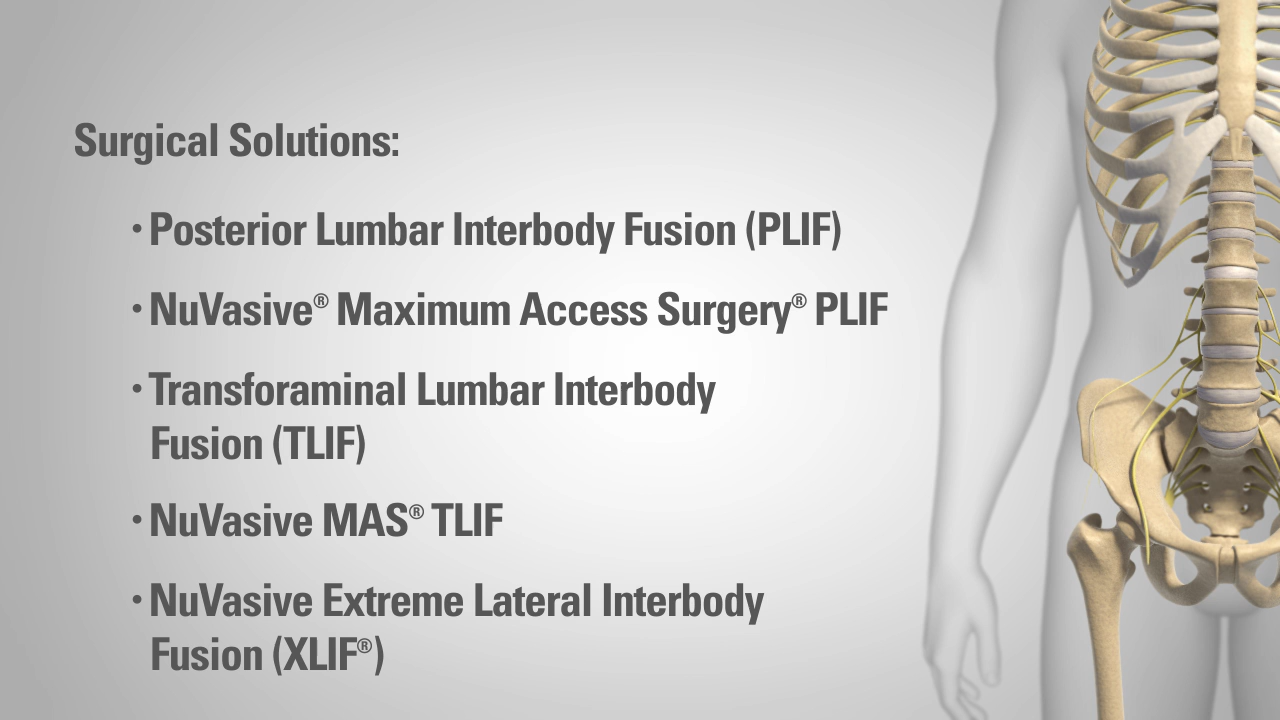 Surgical Solutions:
· Posterior Lumbar Interbody Fusion (PLIF)
· NuVasive® Maximum Access Surgery® PLIF
· Transforaminal Lumbar Interbody
Fusion (TLIF)
· NuVasive MAS® TLIF
· NuVasive Extreme Lateral Interbody
Fusion (XLIF®)